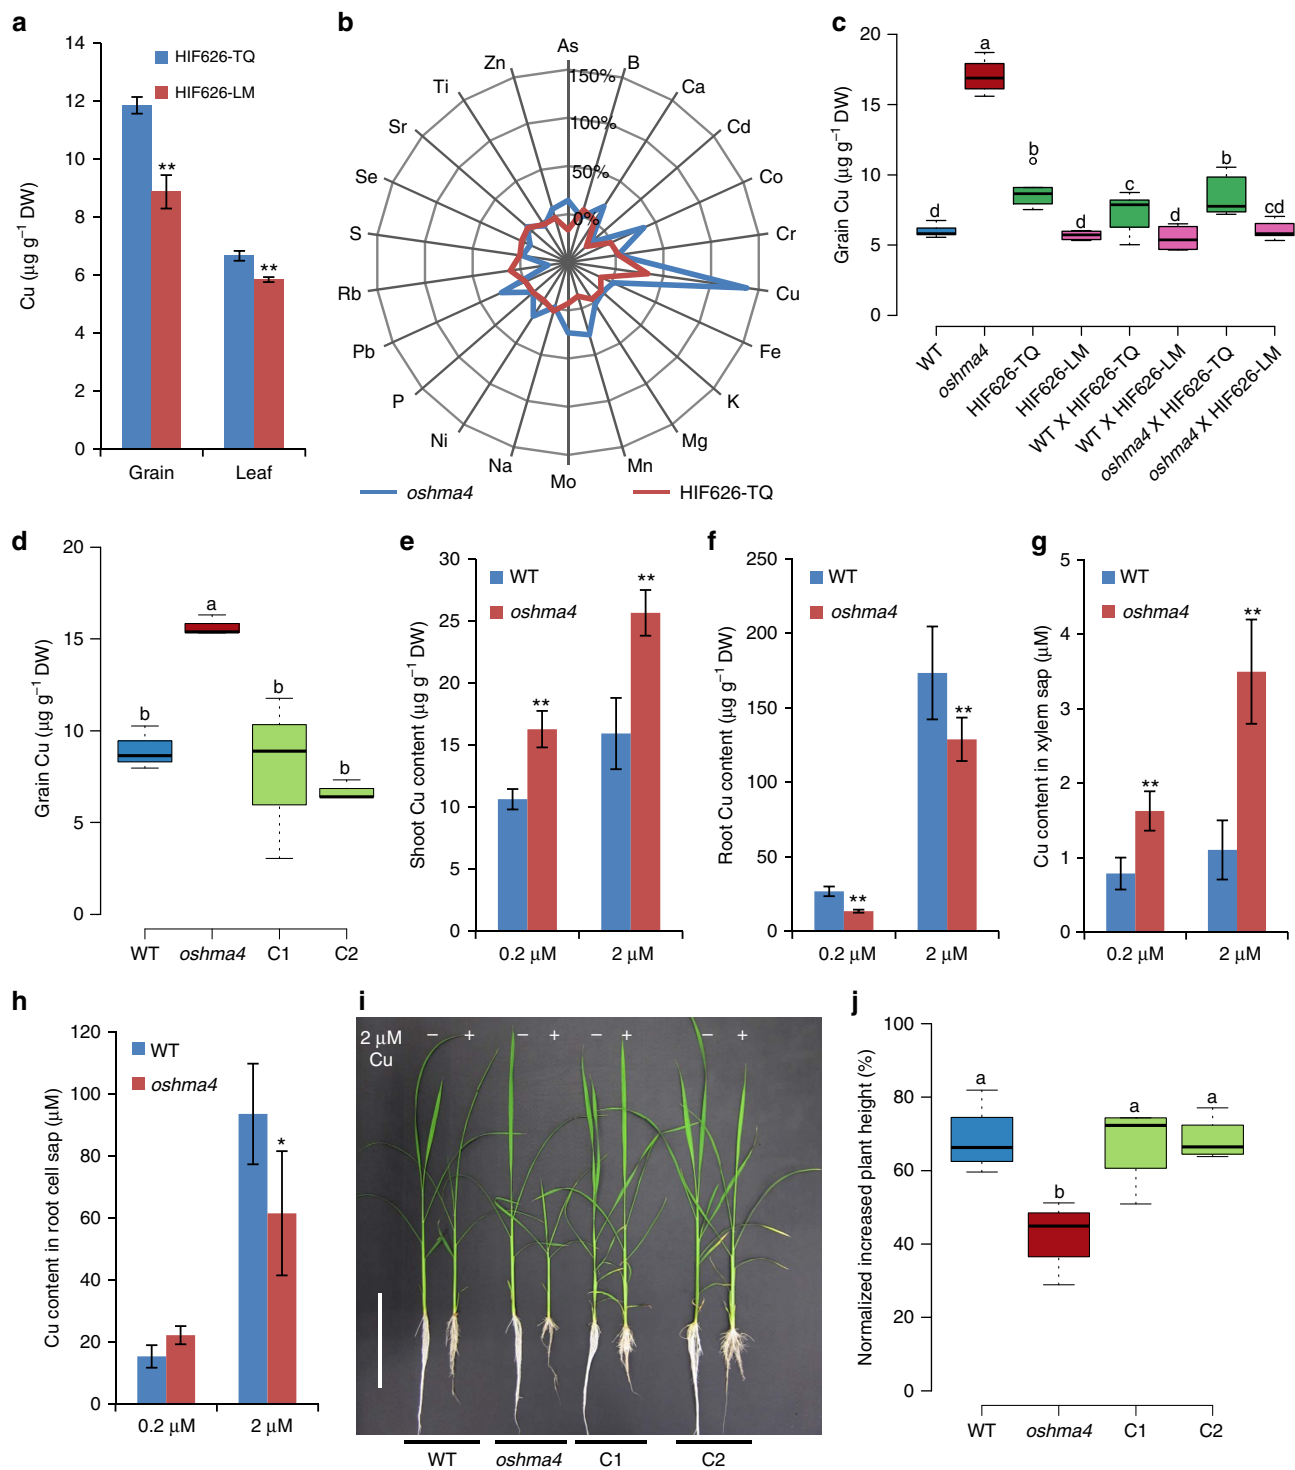 a
14
12
10
8
6
4
2
0
Cu (µg g⁻¹ DW)
HIF626-TQ
HIF626-LM
**
**
Grain
Leaf
b
As
B
Ca
Cd
Co
Cr
Cu
Fe
K
Mg
Mn
Mo
Na
Ni
P
Pb
Rb
S
Se
Sr
Ti
Zn
150%
100%
50%
0%
oshma4
HIF626-TQ
c
20
15
10
5
0
Grain Cu (µg g⁻¹ DW)
d
a
b
d
c
d
b
cd
WT
oshma4
HIF626-TQ
HIF626-LM
WT X HIF626-TQ
WT X HIF626-LM
oshma4 X HIF626-TQ
oshma4 X HIF626-LM
d
20
15
10
5
0
Grain Cu (µg g⁻¹ DW)
b
a
b
b
WT
oshma4
C1
C2
e
30
25
20
15
10
5
0
Shoot Cu content (µg g⁻¹ DW)
WT
oshma4
**
**
0.2 µM
2 µM
f
250
200
150
100
50
0
Root Cu content (µg g⁻¹ DW)
WT
oshma4
**
**
0.2 µM
2 µM
g
5
4
3
2
1
0
Cu content in xylem sap (µM)
WT
oshma4
**
**
0.2 µM
2 µM
h
120
100
80
60
40
20
0
Cu content in root cell sap (µM)
WT
oshma4
*
0.2 µM
2 µM
i
2 µM
Cu
– + – + – + – +
WT
oshma4
C1
C2
j
100
80
60
40
20
0
Normalized increased plant height (%)
a
b
a
a
WT
oshma4
C1
C2